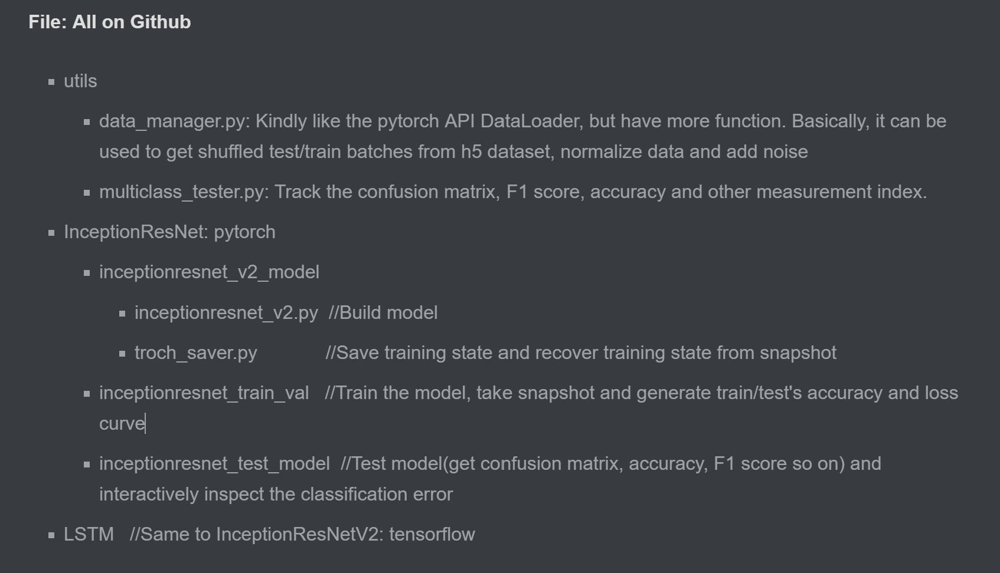 File: All on Github
utils
data_manager.py: Kindly like the pytorch API DataLoader, but have more function. Basically, it can be
used to get shuffled test/train batches from h5 dataset, normalize data and add noise
multiclass_tester.py: Track the confusion matrix, F1 score, accuracy and other measurement index.
InceptionResNet: pytorch
inceptionresnet_v2_model
inceptionresnet_v2.py //Build model
troch_saver.py //Save training state and recover training state from snapshot
inceptionresnet_train_val //Train the model, take snapshot and generate train/test's accuracy and loss
curve
inceptionresnet_test_model //Test model(get confusion matrix, accuracy, F1 score so on) and
interactively inspect the classification error
LSTM //Same to InceptionResNetV2: tensorflow